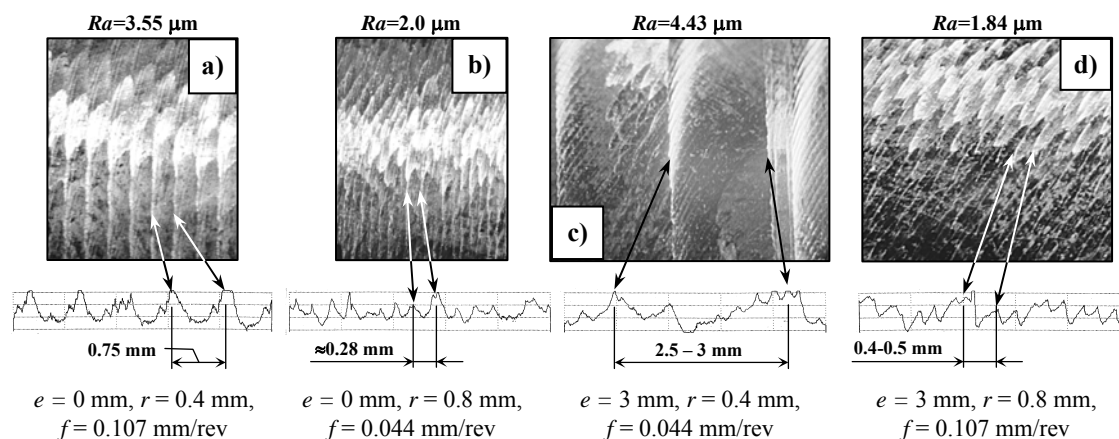 Ra=3.55 μm
a)
0.75 mm
e = 0 mm, r = 0.4 mm,
f = 0.107 mm/rev
Ra=2.0 μm
b)
≈0.28 mm
e = 0 mm, r = 0.8 mm,
f = 0.044 mm/rev
Ra=4.43 μm
c)
2.5 – 3 mm
e = 3 mm, r = 0.4 mm,
f = 0.044 mm/rev
Ra=1.84 μm
d)
0.4-0.5 mm
e = 3 mm, r = 0.8 mm,
f = 0.107 mm/rev